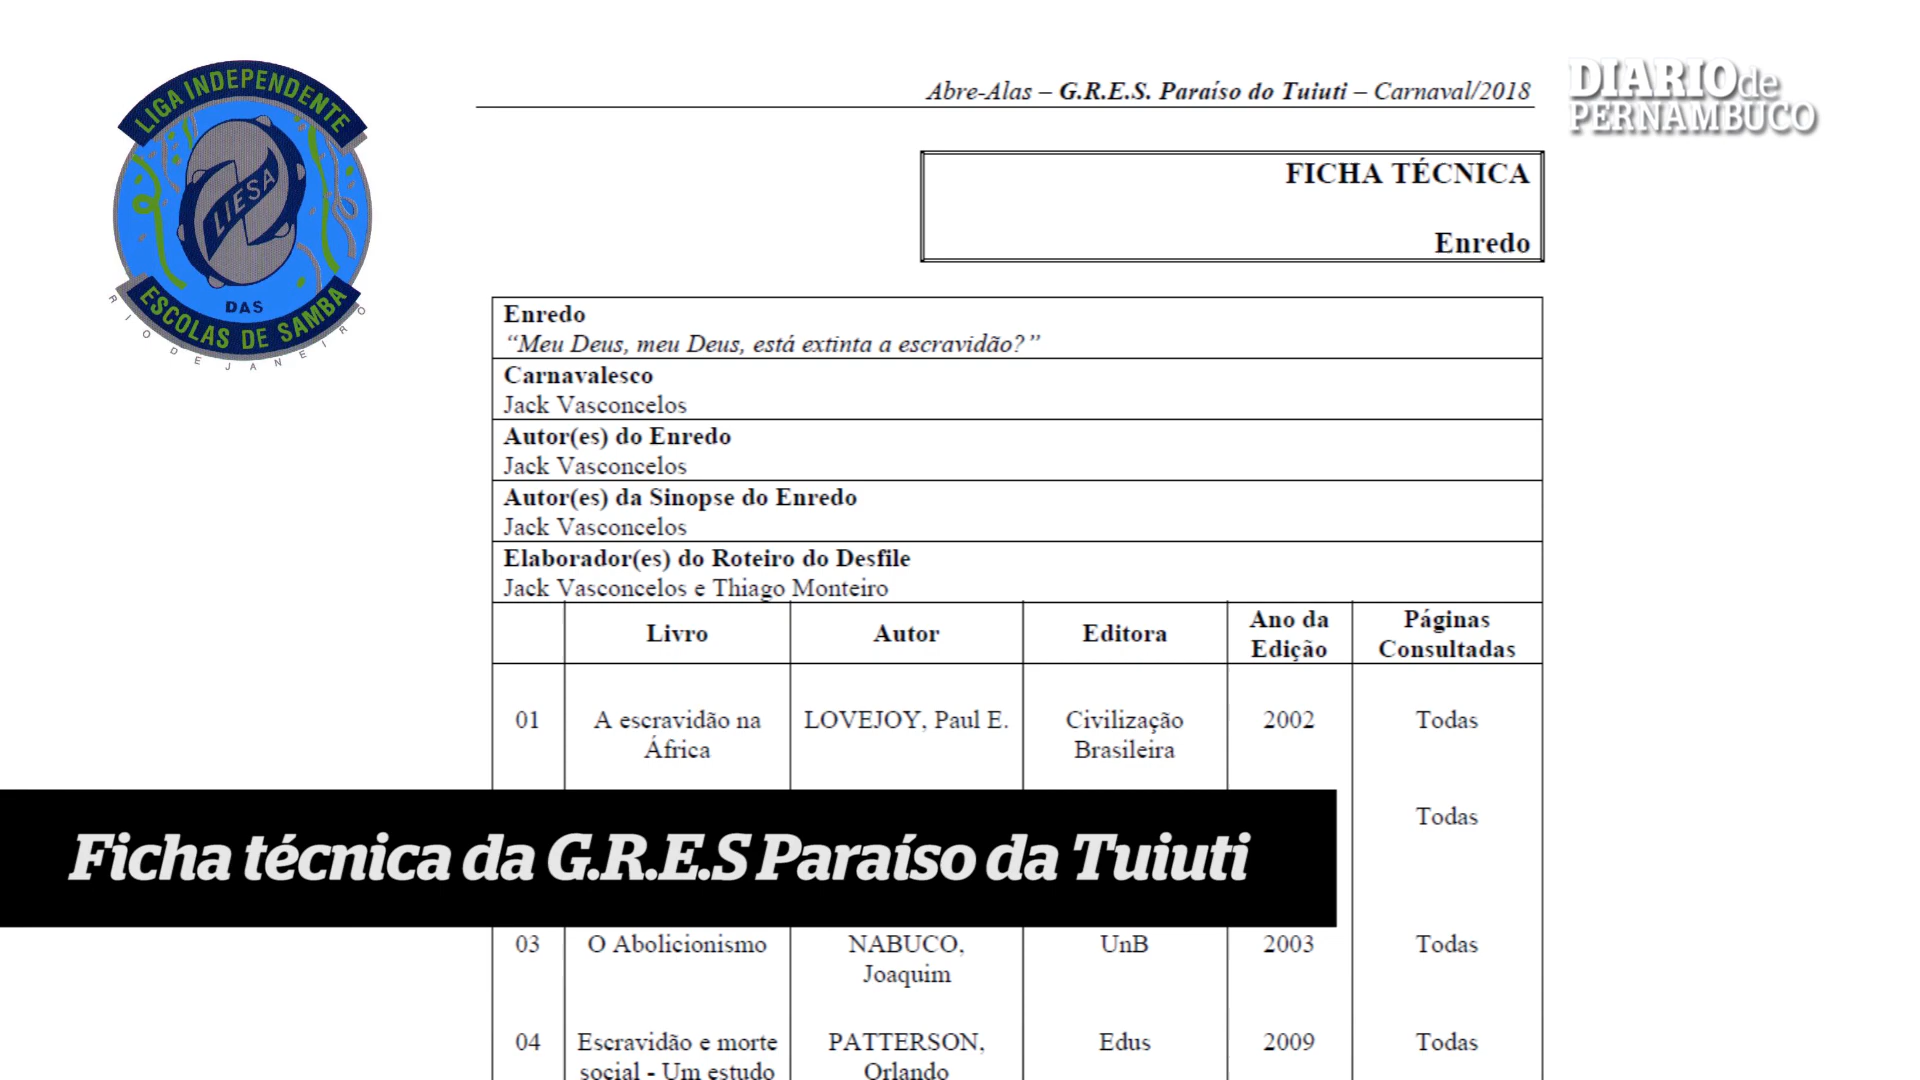 LIGA INDEPENDENTE
LIESA
DAS
ESCOLAS DE SAMBA
RIO DE JANEIRO
Abre-Alas – G.R.E.S. Paraíso do Tuiuti – Carnaval/2018
DIARIO de
PERNAMBUCO
FICHA TÉCNICA
Enredo
Enredo
“Meu Deus, meu Deus, está extinta a escravidão?”
Carnavalesco
Jack Vasconcelos
Autor(es) do Enredo
Jack Vasconcelos
Autor(es) da Sinopse do Enredo
Jack Vasconcelos
Elaborador(es) do Roteiro do Desfile
Jack Vasconcelos e Thiago Monteiro
Livro Autor Editora Ano da Edição Páginas Consultadas
01 A escravidão na LOVEJOY, Paul E. Civilização 2002 Todas
África Brasileira
Todas
Ficha técnica da G.R.E.S Paraíso da Tuiuti
03 O Abolicionismo NABUCO, UnB 2003 Todas
Joaquim
04 Escravidão e morte PATTERSON, Edus 2009 Todas
social - Um estudo Orlando